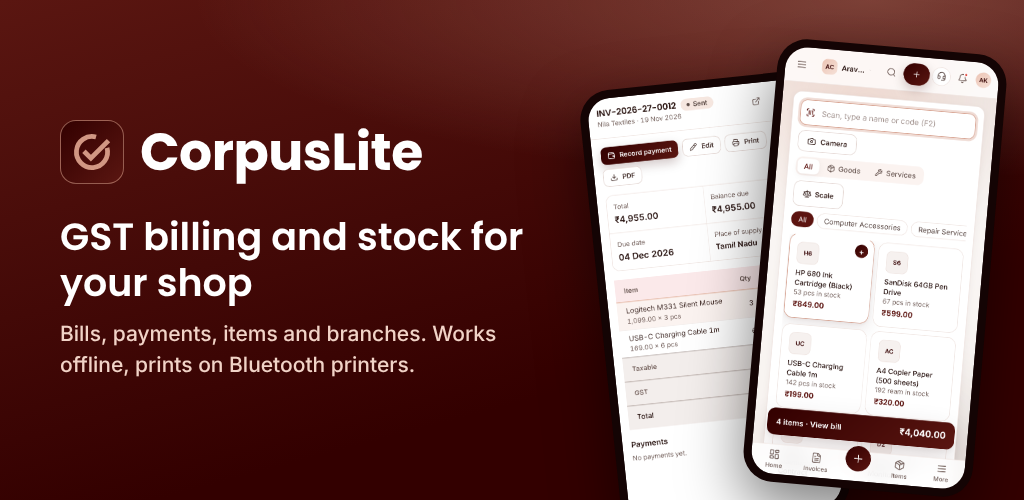 CorpusLite
GST billing and stock for
your shop
Bills, payments, items and branches. Works
offline, prints on Bluetooth printers.
INV-2026-27-0012
Sent
Nila Textiles · 19 Nov 2026
Record payment
Edit
Print
PDF
Total
₹4,955.00
Balance due
₹4,955.00
Due date
04 Dec 2026
Place of supply
Tamil Nadu
Item
Qty
Logitech M331 Silent Mouse
3
1,099.00 × 3 pcs
USB-C Charging Cable 1m
169.00 × 6 pcs
Taxable
GST
Total
Payments
No payments yet.
AC
Arav...
+
AK
Scan, type a name or code (F2)
Camera
All
Goods
Services
Scale
All
Computer Accessories
Repair Service
H6
+
HP 680 Ink
Cartridge (Black)
53 pcs in stock
₹849.00
S6
SanDisk 64GB Pen
Drive
67 pcs in stock
₹599.00
UC
USB-C Charging
Cable 1m
142 pcs in stock
₹199.00
AC
A4 Copier Paper
(500 sheets)
192 ream in stock
₹320.00
4 items · View bill
₹4,040.00
Home
Invoices
+
Items
More